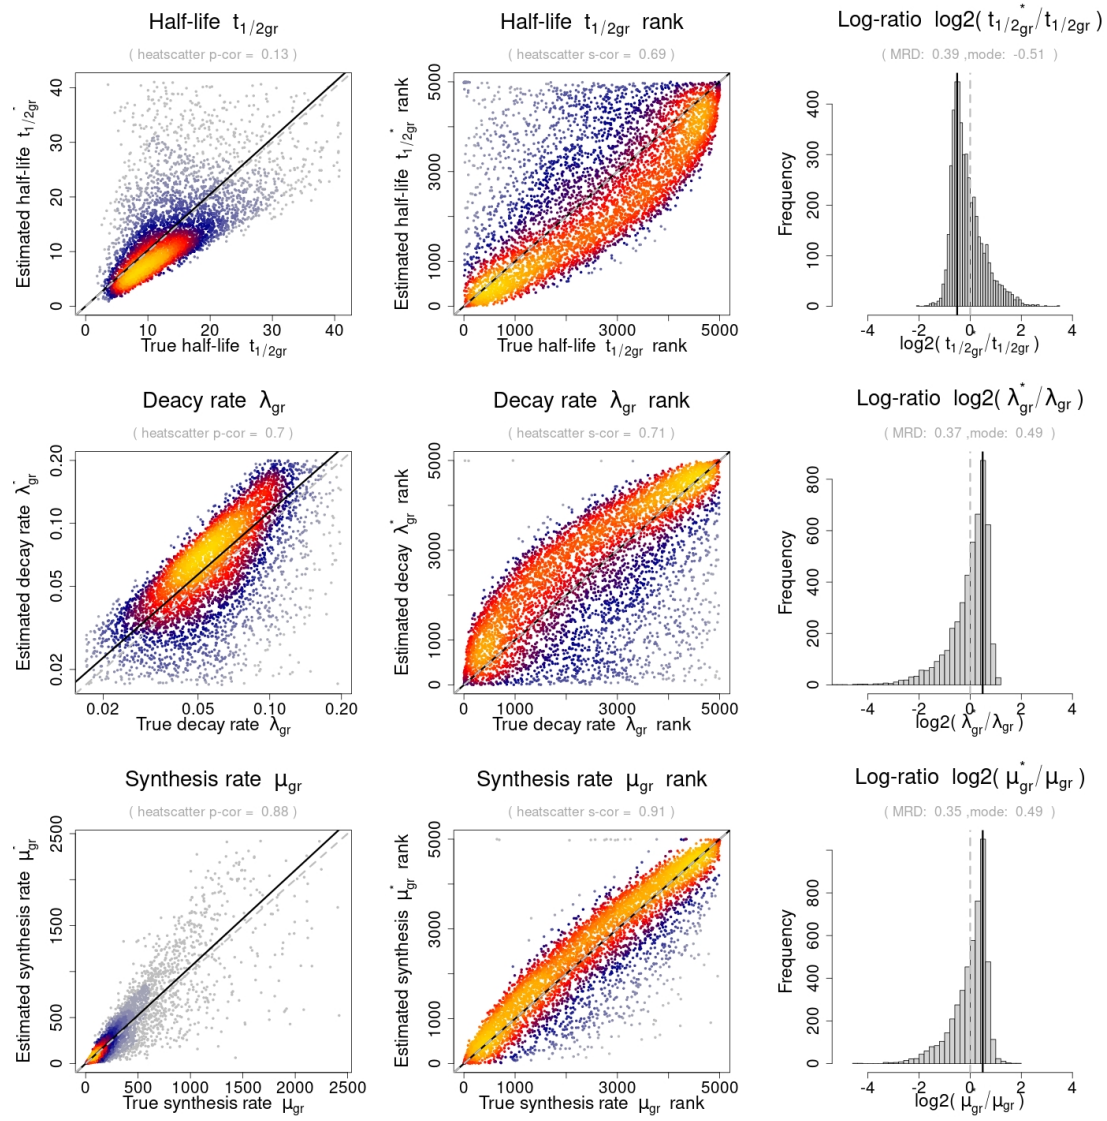 Half-life t1/2gr
( heatscatter p-cor = 0.13 )
Estimated half-life t*1/2gr
40
30
20
10
0
0 10 20 30 40
True half-life t1/2gr
Half-life t1/2gr rank
( heatscatter s-cor = 0.69 )
Estimated half-life t*1/2gr rank
5000
3000
1000
0
0 1000 3000 5000
True half-life t1/2gr rank
Log-ratio log2( t*1/2gr/t1/2gr )
( MRD: 0.39 ,mode: -0.51 )
Frequency
400
300
200
100
0
-4 -2 0 2 4
log2( t1/2gr/t1/2gr )
Deacy rate λgr
( heatscatter p-cor = 0.7 )
Estimated decay rate λ*gr
0.20
0.10
0.05
0.02
0.02 0.05 0.10 0.20
True decay rate λgr
Decay rate λgr rank
( heatscatter s-cor = 0.71 )
Estimated decay λ*gr rank
5000
3000
1000
0
0 1000 3000 5000
True decay rate λgr rank
Log-ratio log2( λ*gr/λgr )
( MRD: 0.37 ,mode: 0.49 )
Frequency
800
600
400
200
0
-4 -2 0 2 4
log2( λgr/λgr )
Synthesis rate μgr
( heatscatter p-cor = 0.88 )
Estimated synthesis rate μ*gr
2500
1500
500
0
0 500 1000 1500 2000 2500
True synthesis rate μgr
Synthesis rate μgr rank
( heatscatter s-cor = 0.91 )
Estimated synthesis μ*gr rank
5000
3000
1000
0
0 1000 3000 5000
True synthesis rate μgr rank
Log-ratio log2( μ*gr/μgr )
( MRD: 0.35 ,mode: 0.49 )
Frequency
800
600
400
200
0
-4 -2 0 2 4
log2( μgr/μgr )